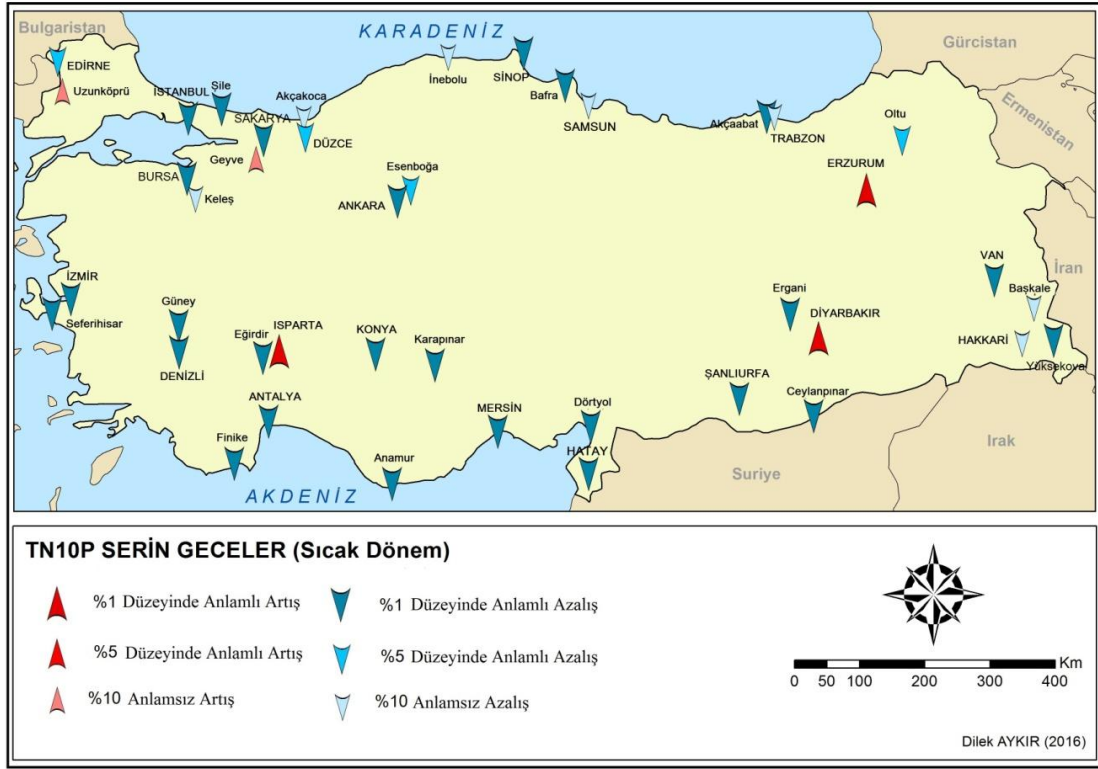 Bulgaristan
KARADENİZ
Gürcistan
EDİRNE
Uzunköprü
İSTANBUL
Şile
Akçakoca
SAKARYA
DÜZCE
Geyve
İnebolu
SİNOP
Bafra
SAMSUN
Akçaabat
TRABZON
Oltu
Ermenistan
ERZURUM
BURSA
Keleş
Esenboğa
ANKARA
VAN
İran
Başkale
İZMİR
Seferihisar
Güney
DENİZLİ
Eğirdir
ISPARTA
KONYA
Karapınar
Ergani
DİYARBAKIR
HAKKARİ
Yüksekova
ANTALYA
Finike
Anamur
MERSİN
Dörtyol
HATAY
ŞANLIURFA
Ceylanpınar
Suriye
Irak
AKDENİZ
TN10P SERİN GECELER (Sıcak Dönem)
%1 Düzeyinde Anlamlı Artış
%1 Düzeyinde Anlamlı Azalış
%5 Düzeyinde Anlamlı Artış
%5 Düzeyinde Anlamlı Azalış
%10 Anlamsız Artış
%10 Anlamsız Azalış
Km
0 50 100 200 300 400
Dilek AYKIR (2016)